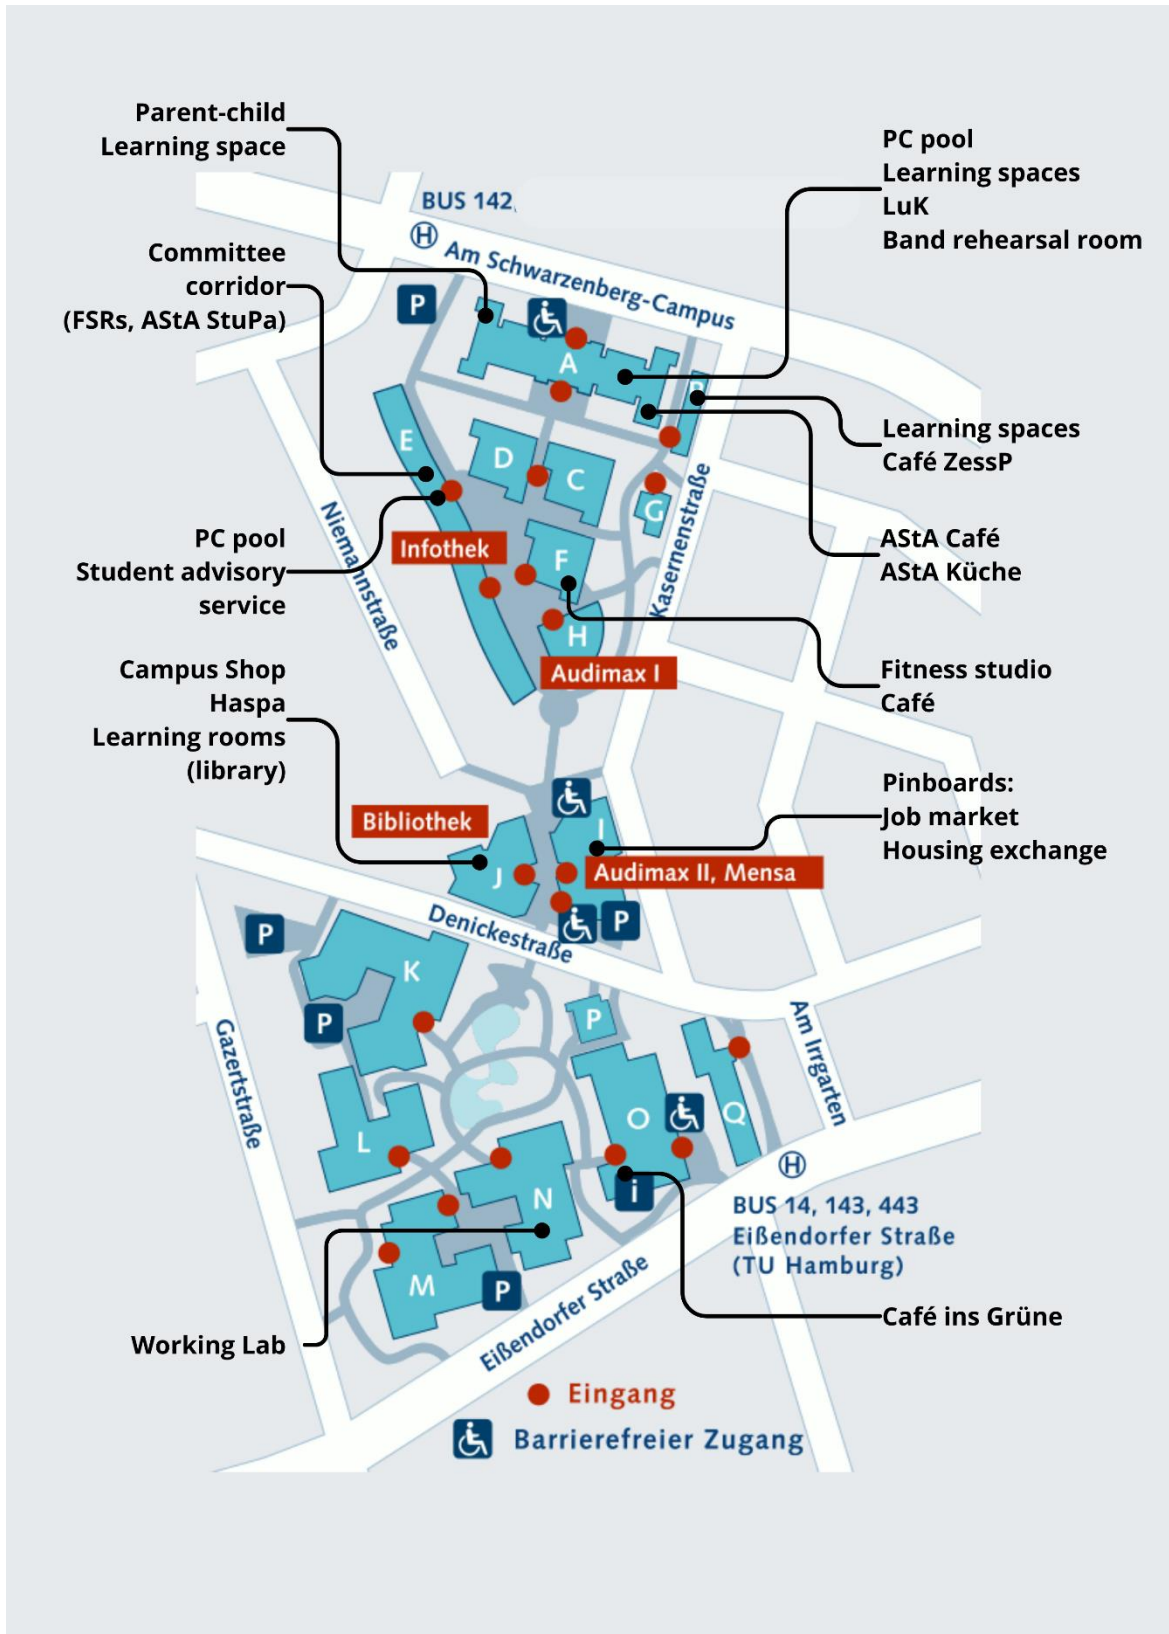 Parent-child
Learning space
PC pool
Learning spaces
LuK
Band rehearsal room
BUS 142,
H
Am Schwarzenberg-Campus
Committee
corridor
(FSRs, AStA StuPa)
P
A
B
Learning spaces
Café ZessP
E
D
C
G
Niemannstraße
Kasernenstraße
Infothek
F
PC pool
Student advisory
service
AStA Café
AStA Küche
H
Audimax I
Fitness studio
Café
Campus Shop
Haspa
Learning rooms
(library)
Pinboards:
Job market
Housing exchange
Bibliothek
I
J
Audimax II, Mensa
P
Denickestraße
P
K
P
P
Gazertstraße
Am Irrgarten
L
O
Q
H
N
i
BUS 14, 143, 443
Eißendorfer Straße
(TU Hamburg)
M
P
Eißendorfer Straße
Café ins Grüne
Working Lab
Eingang
Barrierefreier Zugang